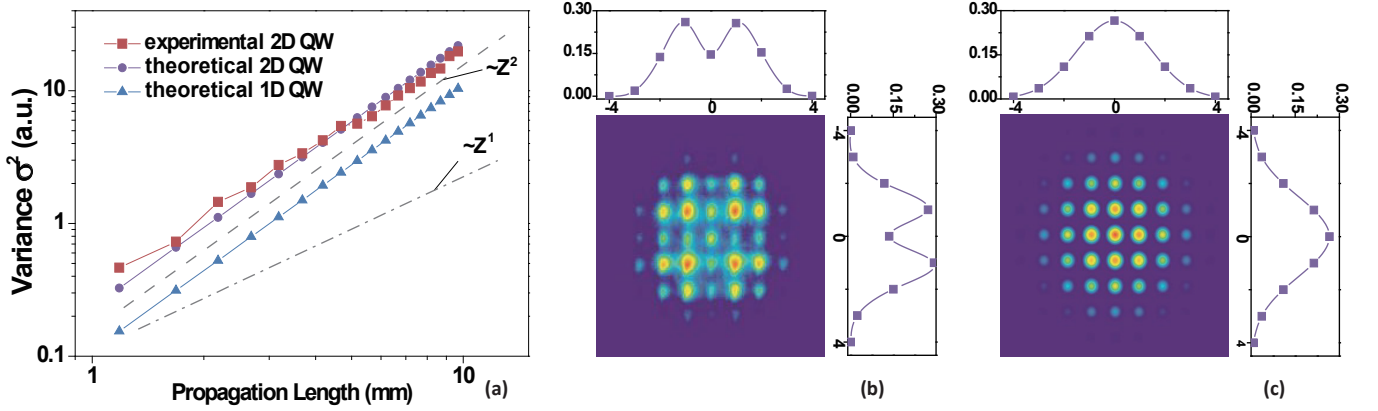 experimental 2D QW
theoretical 2D QW
theoretical 1D QW
~Z²
~Z¹
Variance σ² (a.u.)
10
1
0.1
1
10
Propagation Length (mm)
(a)
0.30
0.15
0.00
-4
0
4
0.00
0.15
0.30
-4
0
4
(b)
0.30
0.15
0.00
-4
0
4
0.00
0.15
0.30
-4
0
4
(c)